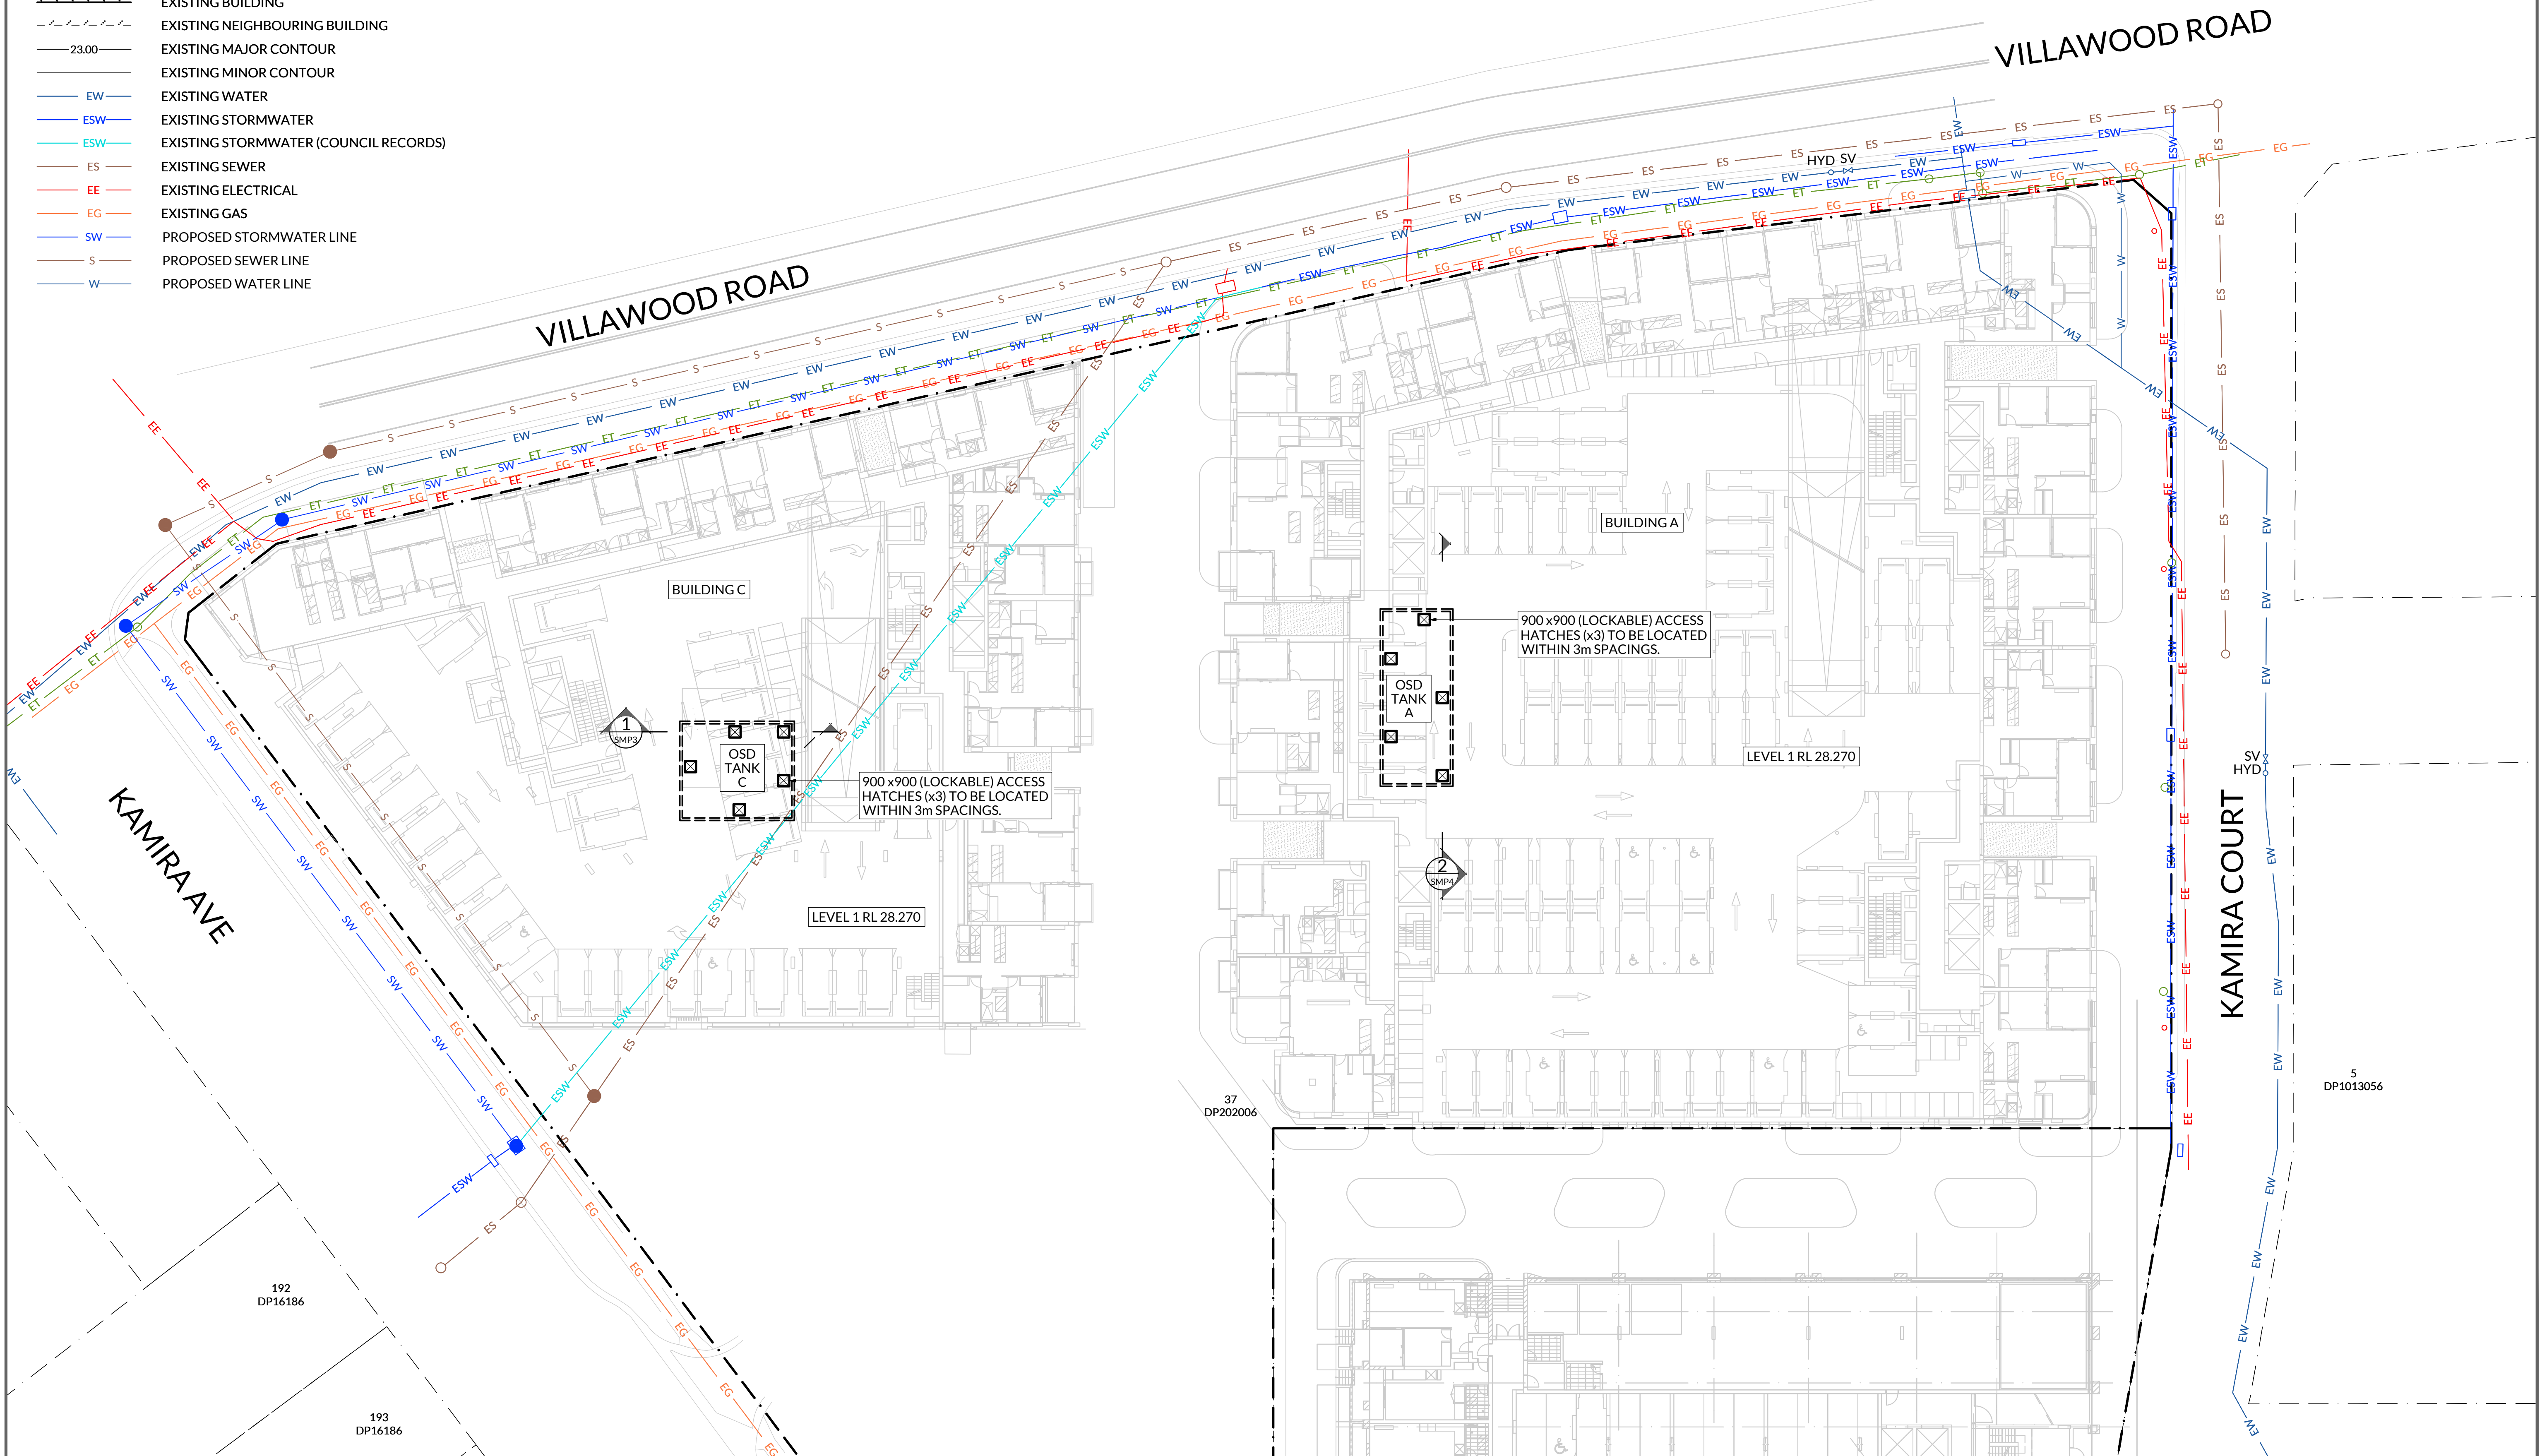 EXISTING BUILDING
EXISTING NEIGHBOURING BUILDING
23.00 EXISTING MAJOR CONTOUR
EXISTING MINOR CONTOUR
EW EXISTING WATER
ESW EXISTING STORMWATER
ESW EXISTING STORMWATER (COUNCIL RECORDS)
ES EXISTING SEWER
EE EXISTING ELECTRICAL
EG EXISTING GAS
SW PROPOSED STORMWATER LINE
S PROPOSED SEWER LINE
W PROPOSED WATER LINE
VILLAWOOD ROAD
VILLAWOOD ROAD
HYD SV
BUILDING C
BUILDING A
900 x900 (LOCKABLE) ACCESS
HATCHES (x3) TO BE LOCATED
WITHIN 3m SPACINGS.
OSD
TANK
A
1
SMP3
OSD
TANK
C
900 x900 (LOCKABLE) ACCESS
HATCHES (x3) TO BE LOCATED
WITHIN 3m SPACINGS.
LEVEL 1 RL 28.270
SV
HYD
KAMIRA AVE
2
SMP4
LEVEL 1 RL 28.270
KAMIRA COURT
37
DP202006
5
DP1013056
192
DP16186
193
DP16186